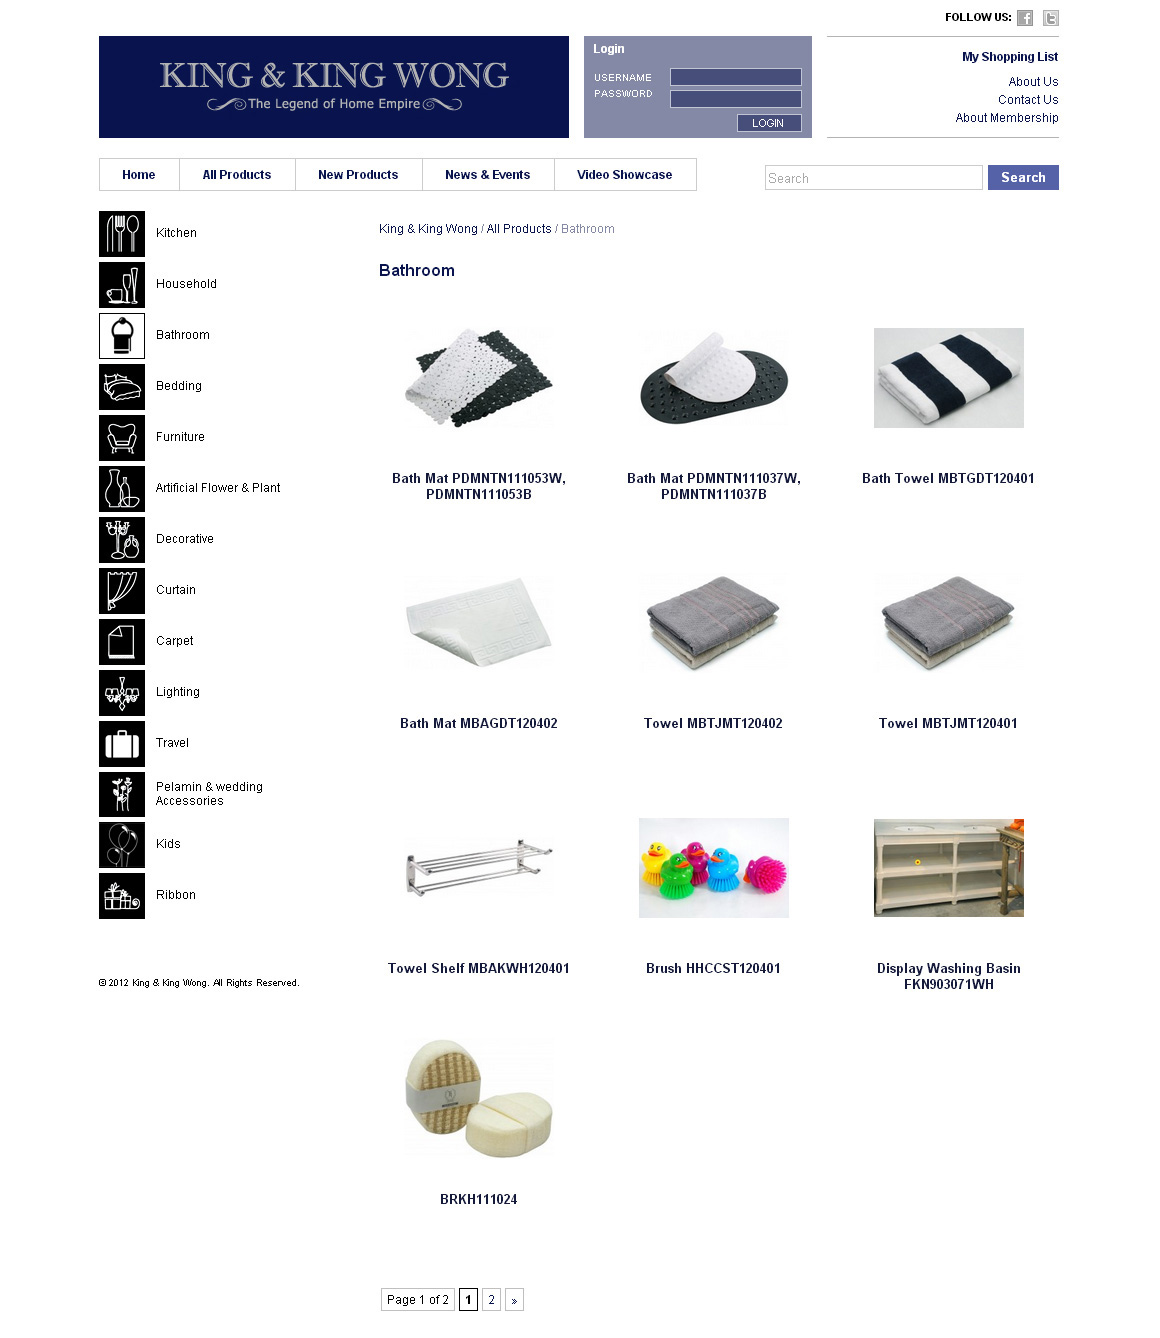 FOLLOW US:
KING & KING WONG
The Legend of Home Empire
Login
USERNAME
PASSWORD
LOGIN
My Shopping List
About Us
Contact Us
About Membership
Home
All Products
New Products
News & Events
Video Showcase
Search
Search
Kitchen
Household
Bathroom
Bedding
Furniture
Artificial Flower & Plant
Decorative
Curtain
Carpet
Lighting
Travel
Pelamin & wedding
Accessories
Kids
Ribbon
© 2012 King & King Wong. All Rights Reserved.
King & King Wong / All Products / Bathroom
Bathroom
Bath Mat PDMNTN111053W,
PDMNTN111053B
Bath Mat PDMNTN111037W,
PDMNTN111037B
Bath Towel MBTGDT120401
Bath Mat MBAGDT120402
Towel MBTJMT120402
Towel MBTJMT120401
Towel Shelf MBAKWH120401
Brush HHCCST120401
Display Washing Basin
FKN903071WH
BRKH111024
Page 1 of 2 1 2 »